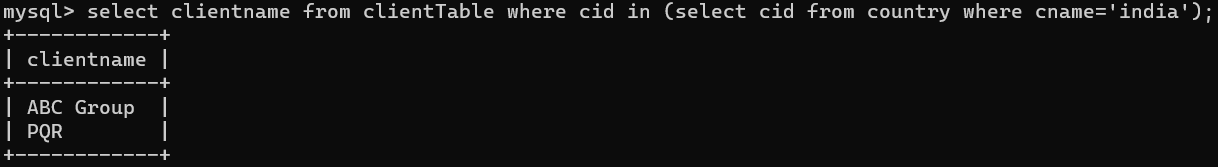 mysql> select clientname from clientTable where cid in (select cid from country where cname='india');
+------------+
| clientname |
+------------+
| ABC Group  |
| PQR        |
+------------+